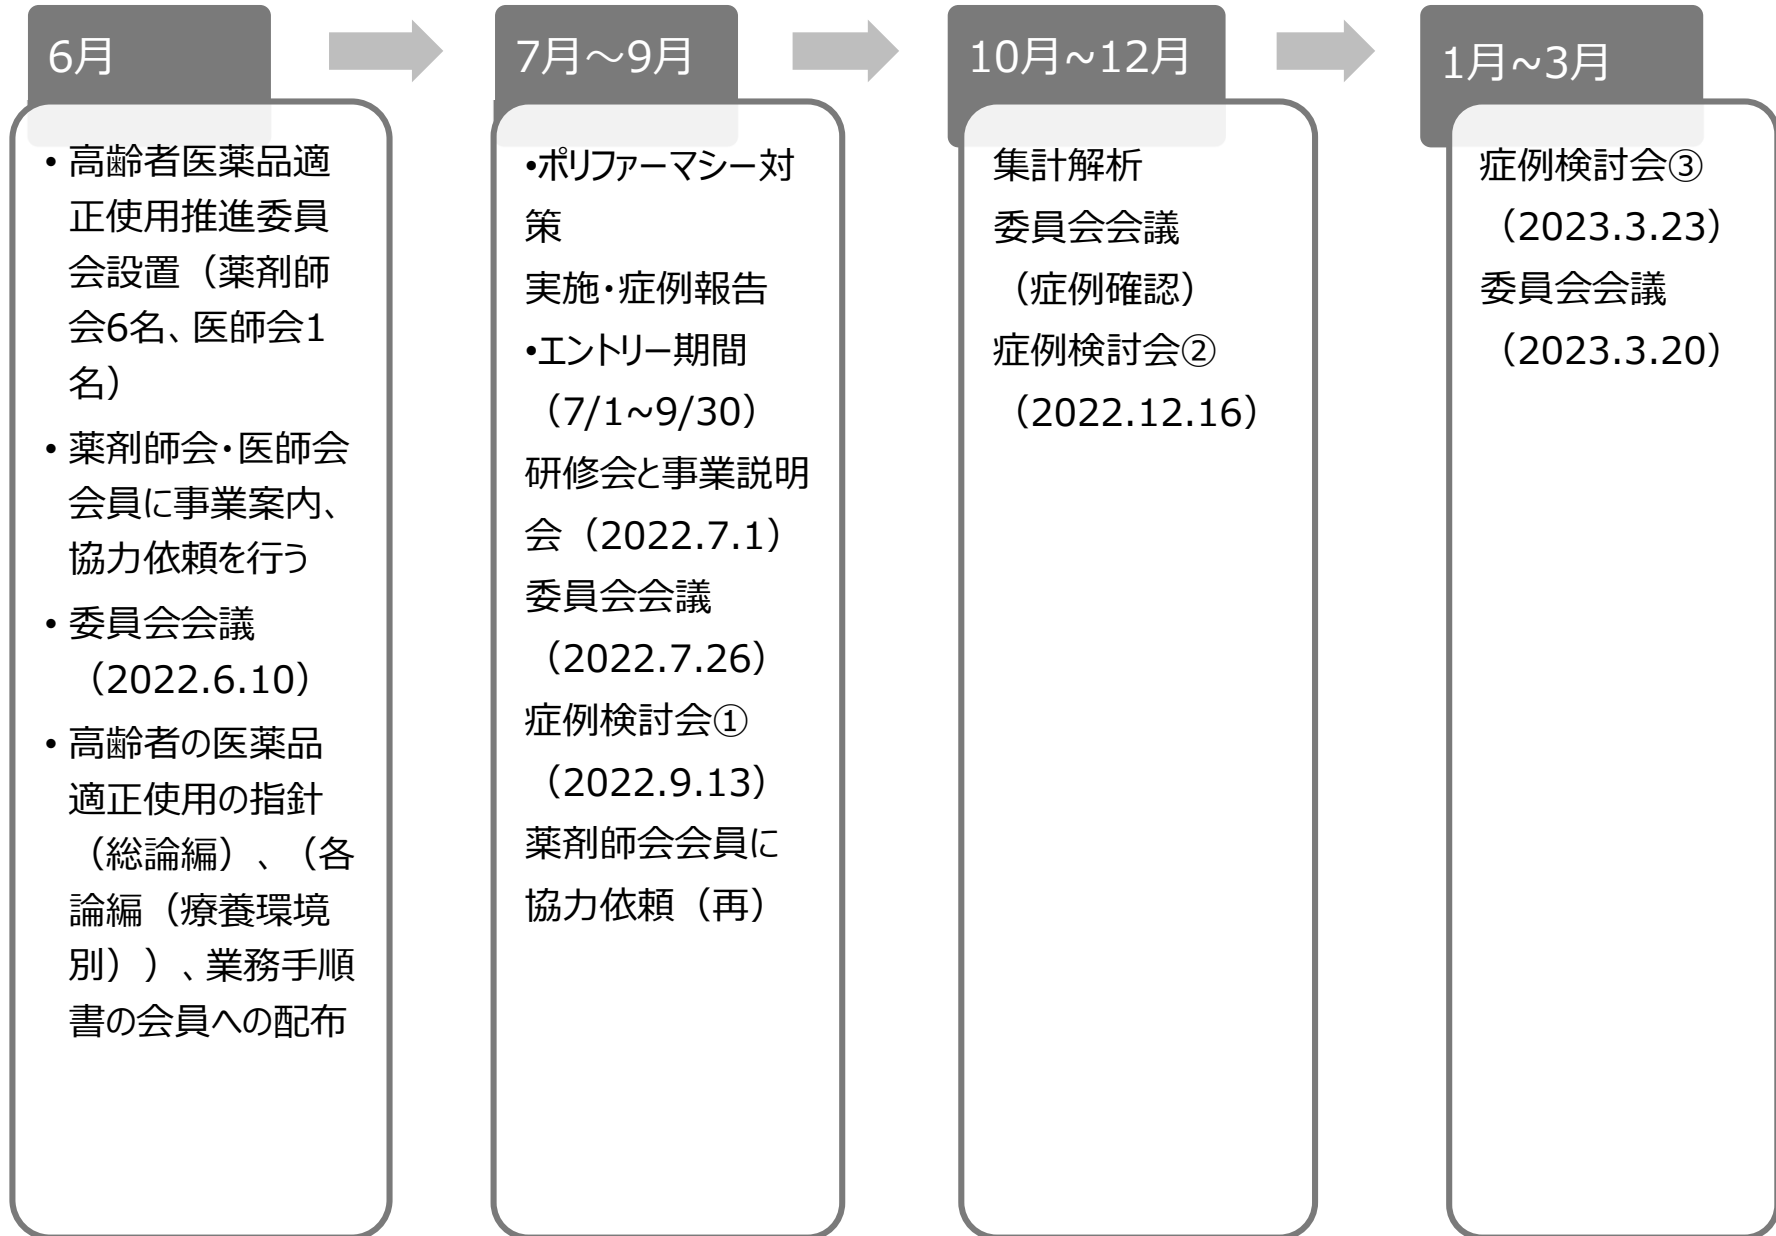 6月
• 高齢者医薬品適
正使用推進委員
会設置（薬剤師
会6名、医師会1
名）
• 薬剤師会・医師会
会員に事業案内、
協力依頼を行う
• 委員会会議
（2022.6.10）
• 高齢者の医薬品
適正使用の指針
（総論編）、（各
論編（療養環境
別））、業務手順
書の会員への配布
7月～9月
•ポリファーマシー対
策
実施・症例報告
•エントリー期間
（7/1~9/30）
研修会と事業説明
会（2022.7.1）
委員会会議
（2022.7.26）
症例検討会①
（2022.9.13）
薬剤師会会員に
協力依頼（再）
10月~12月
集計解析
委員会会議
（症例確認）
症例検討会②
（2022.12.16）
1月~3月
症例検討会③
（2023.3.23）
委員会会議
（2023.3.20）